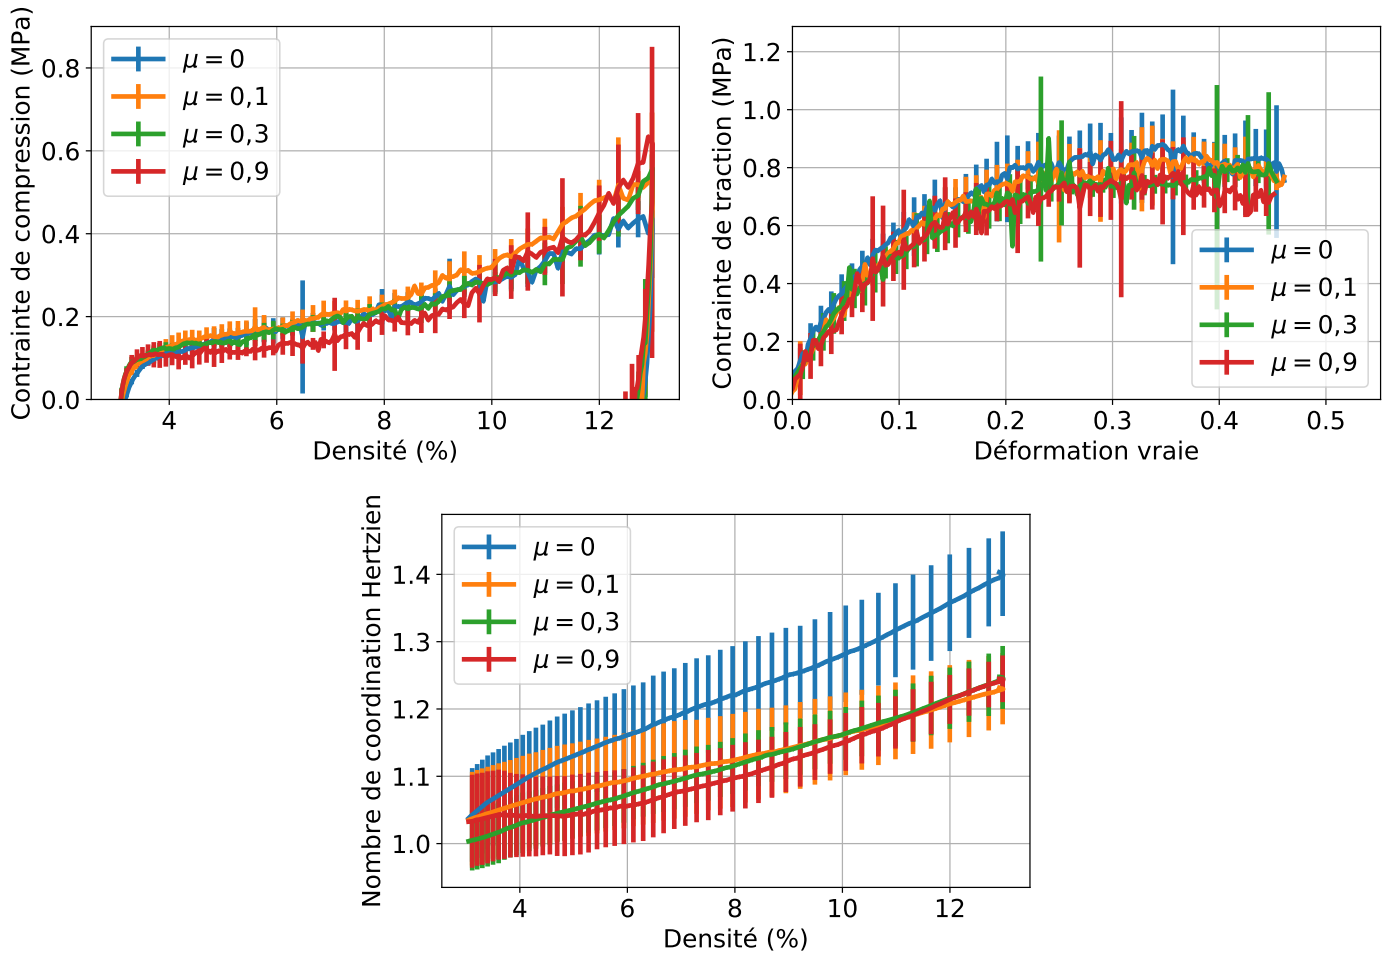 Contrainte de compression (MPa)
0.8
0.6
0.4
0.2
0.0
μ = 0
μ = 0,1
μ = 0,3
μ = 0,9
4 6 8 10 12
Densité (%)
Contrainte de traction (MPa)
1.2
1.0
0.8
0.6
0.4
0.2
0.0
μ = 0
μ = 0,1
μ = 0,3
μ = 0,9
0.0 0.1 0.2 0.3 0.4 0.5
Déformation vraie
Nombre de coordination Hertzien
1.4
1.3
1.2
1.1
1.0
μ = 0
μ = 0,1
μ = 0,3
μ = 0,9
4 6 8 10 12
Densité (%)